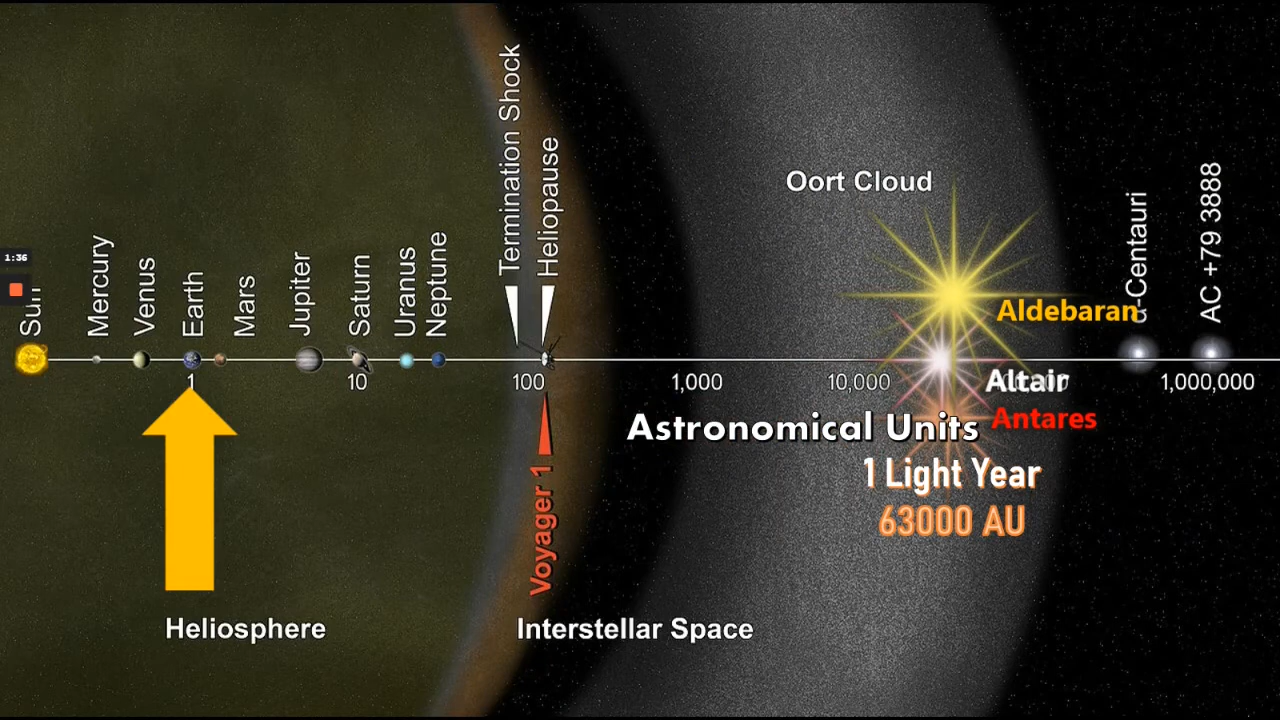 Termination Shock
Heliopause
Oort Cloud
1:36
Sun
Mercury
Venus
Earth
Mars
Jupiter
Saturn
Uranus
Neptune
Aldebaran
α-Centauri
AC +79 3888
1
10
100
1,000
10,000
Altair
1,000,000
Antares
Astronomical Units
1 Light Year
63000 AU
Voyager 1
Heliosphere
Interstellar Space